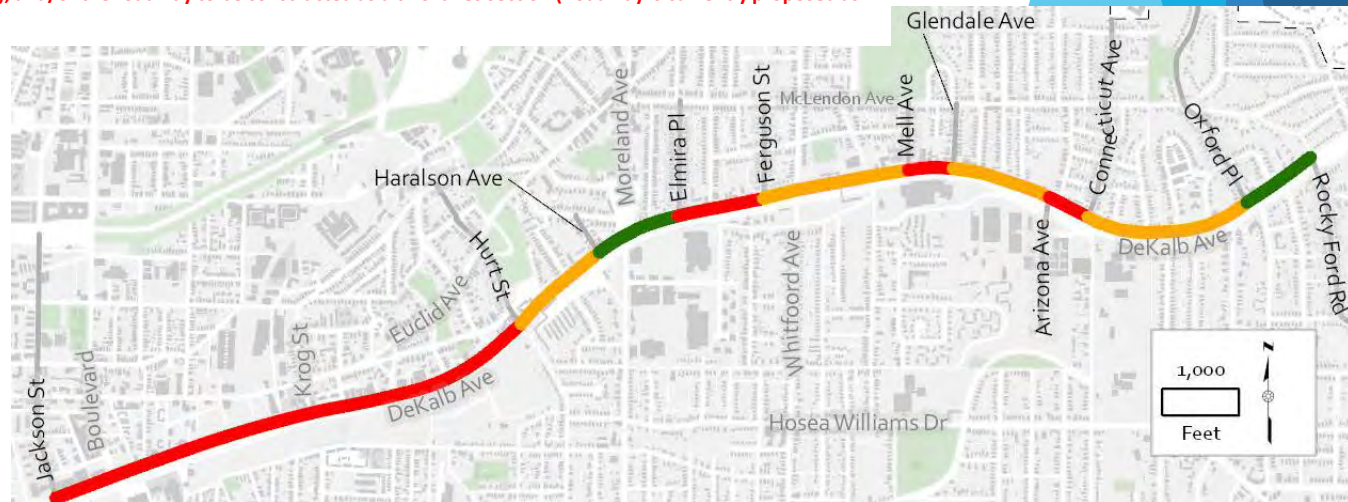 Glendale Ave
McLendon Ave
Connecticut Ave
Oxford Pl
Moreland Ave
Elmira Pl
Ferguson St
Mell Ave
Haralson Ave
Rocky Ford Rd
Hurt St
Euclid Ave
Whitford Ave
Arizona Ave
DeKalb Ave
Krog St
DeKalb Ave
Boulevard
Jackson St
Hosea Williams Dr
1,000
Feet
N